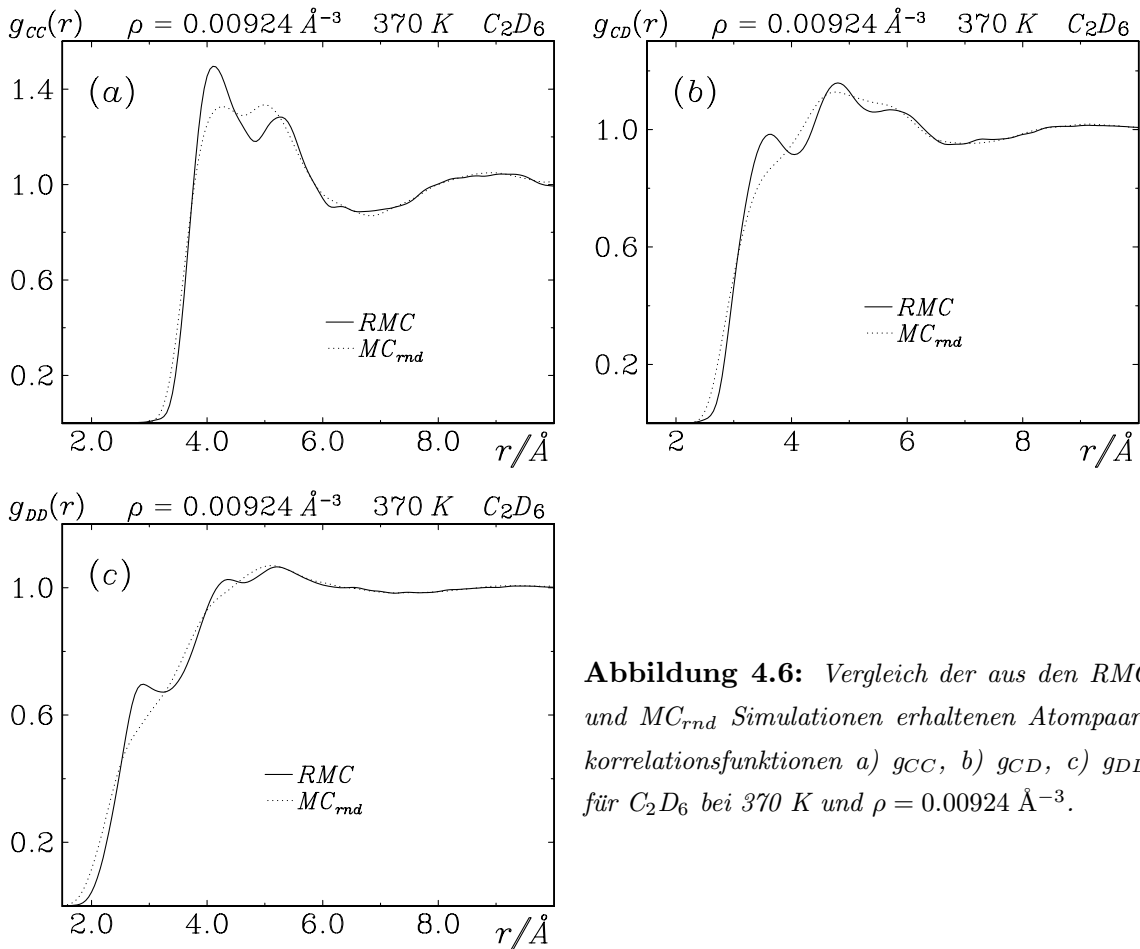 g_CC(r) ρ = 0.00924 Å⁻³ 370 K C₂D₆
(a)
1.4
1.0
0.6
0.2
RMC
MC_rnd
2.0 4.0 6.0 8.0 r/Å
g_CD(r) ρ = 0.00924 Å⁻³ 370 K C₂D₆
(b)
1.0
0.6
0.2
RMC
MC_rnd
2 4 6 8 r/Å
g_DD(r) ρ = 0.00924 Å⁻³ 370 K C₂D₆
(c)
1.0
0.6
0.2
RMC
MC_rnd
2.0 4.0 6.0 8.0 r/Å
Abbildung 4.6: Vergleich der aus den RMC
und MC_rnd Simulationen erhaltenen Atompaar
korrelationsfunktionen a) g_CC, b) g_CD, c) g_DD
für C₂D₆ bei 370 K und ρ = 0.00924 Å⁻³.